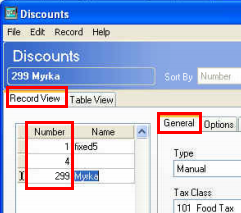 Discounts
File Edit Record Help
Discounts
299 Myrka Sort By Number
Record View Table View
General Options
Number Name
1 fixed5
4
299 Myrka
Type
Manual
Tax Class
101 Food Tax